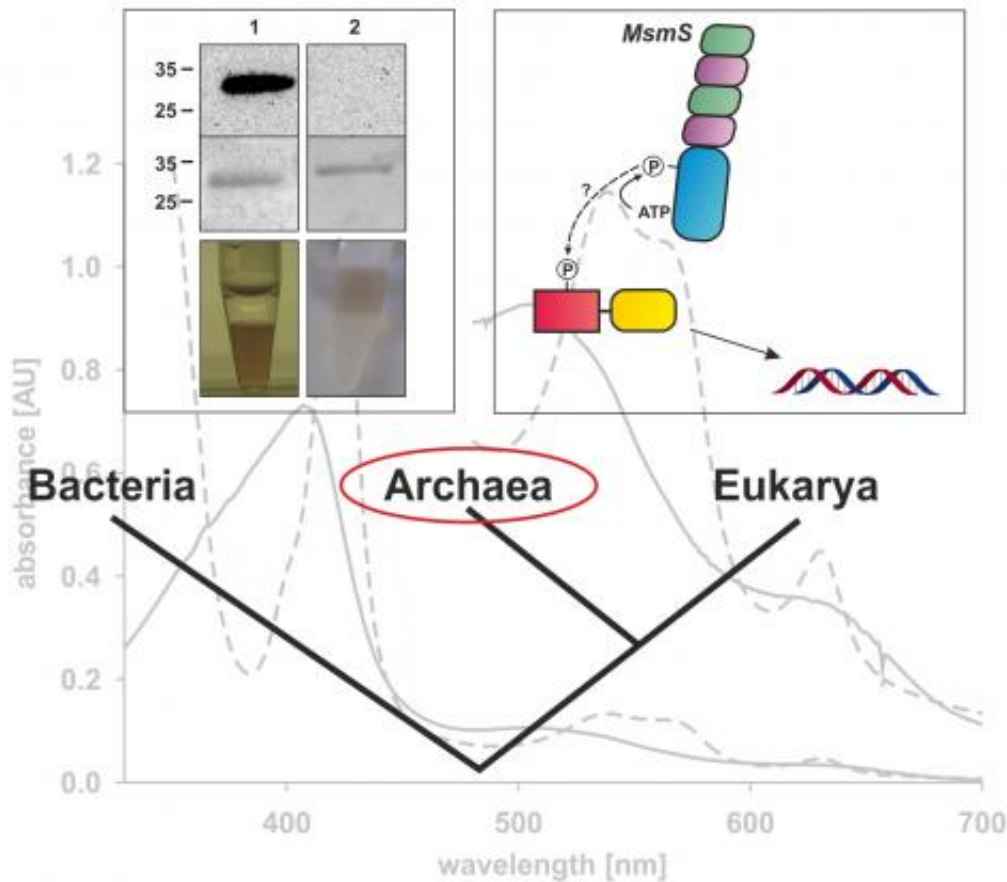 1 2
35
25
35
25
MsmS
P
?
ATP
P
1.2
1.0
0.8
0.6
0.4
0.2
0.0
absorbance [AU]
Bacteria Archaea Eukarya
400 500 600 700
wavelength [nm]